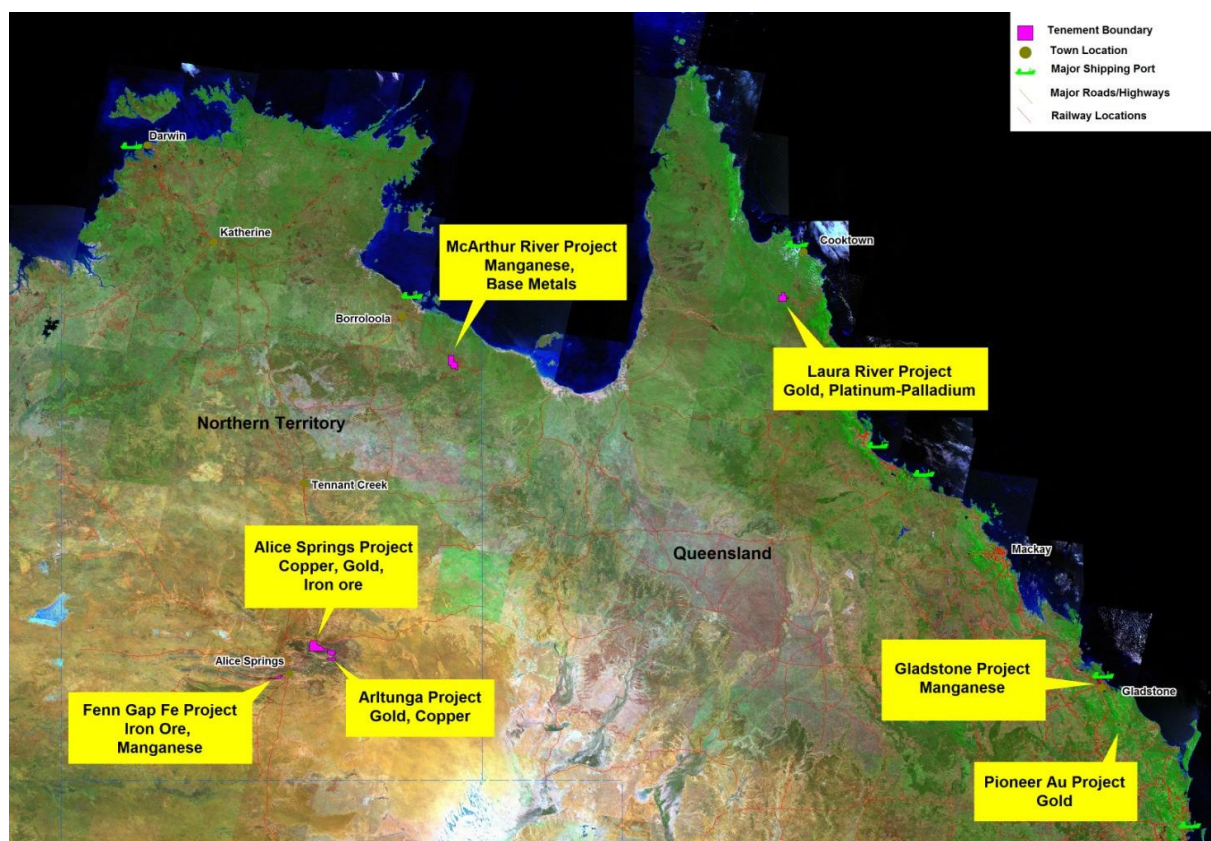 Tenement Boundary
Town Location
Major Shipping Port
Major Roads/Highways
Railway Locations
Darwin
Katherine
McArthur River Project
Manganese,
Base Metals
Cooktown
Borroloola
Laura River Project
Gold, Platinum-Palladium
Northern Territory
Tennant Creek
Alice Springs Project
Copper, Gold,
Iron ore
Queensland
Mackay
Alice Springs
Fenn Gap Fe Project
Iron Ore,
Manganese
Arltunga Project
Gold, Copper
Gladstone Project
Manganese
Gladstone
Pioneer Au Project
Gold